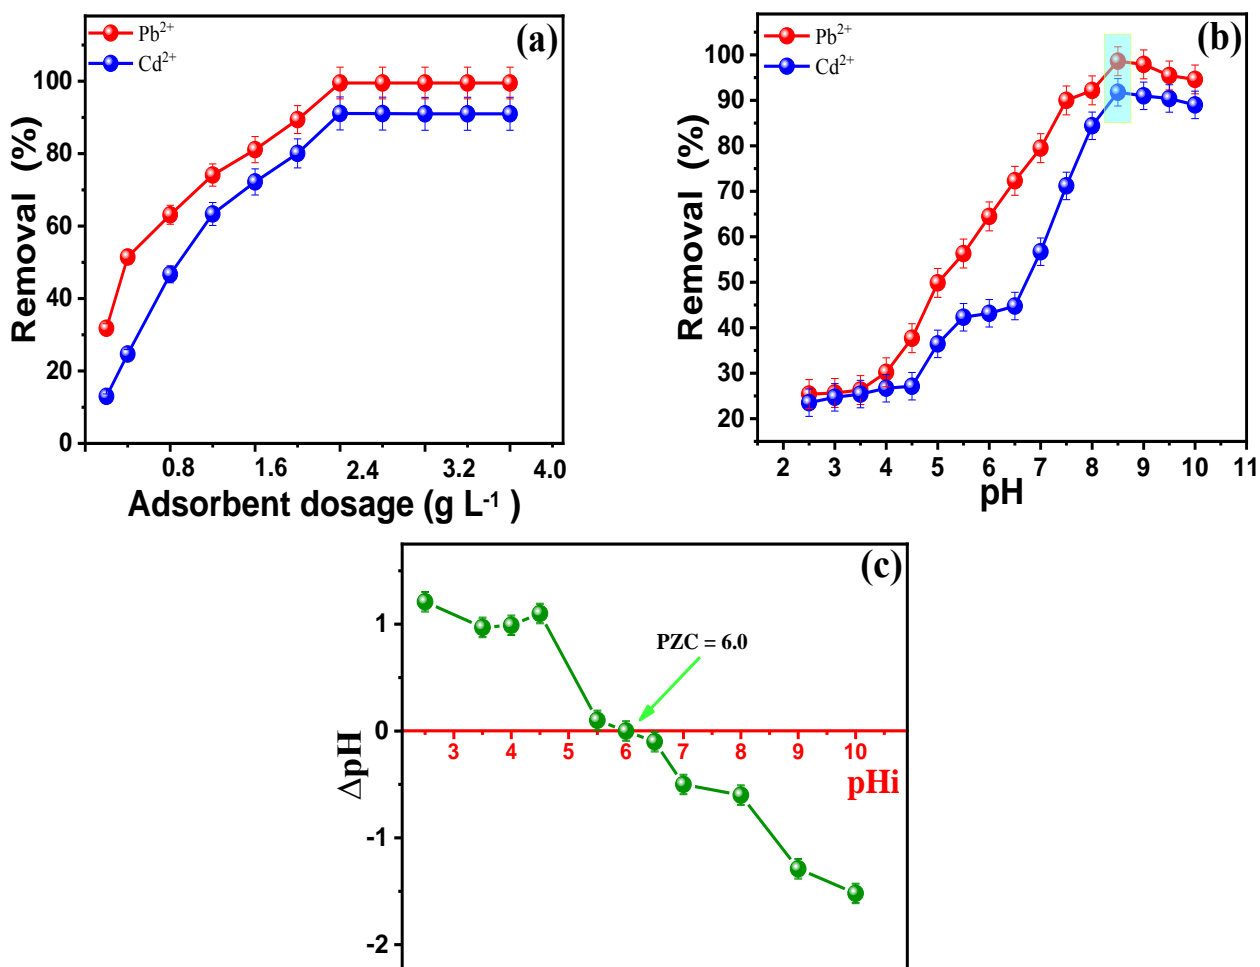 (a)
Pb²⁺
Cd²⁺
Removal (%)
100
80
60
40
20
0
0.8 1.6 2.4 3.2 4.0
Adsorbent dosage (g L⁻¹ )
(b)
Pb²⁺
Cd²⁺
Removal (%)
100
90
80
70
60
50
40
30
20
2 3 4 5 6 7 8 9 10 11
pH
(c)
PZC = 6.0
ΔpH
1
0
-1
-2
3 4 5 6 7 8 9 10
pHi